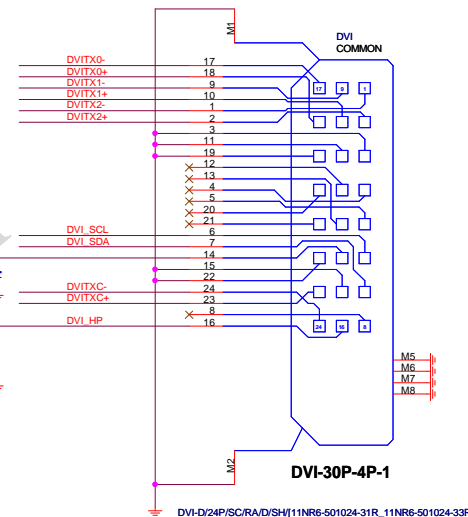 M1
DVI
COMMON
DVITX0- 17
DVITX0+ 18
DVITX1- 9
DVITX1+ 10
DVITX2- 1
DVITX2+ 2
3
11
19
12
13
4
5
20
21
DVI_SCL 6
DVI_SDA 7
14
15
22
DVITXC- 24
DVITXC+ 23
8
DVI_HP 16
17 9 1
24 16 8
M5
M6
M7
M8
M2
DVI-30P-4P-1
DVI-D/24P/SC/RA/D/SH/[11NR6-501024-31R_11NR6-501024-33R